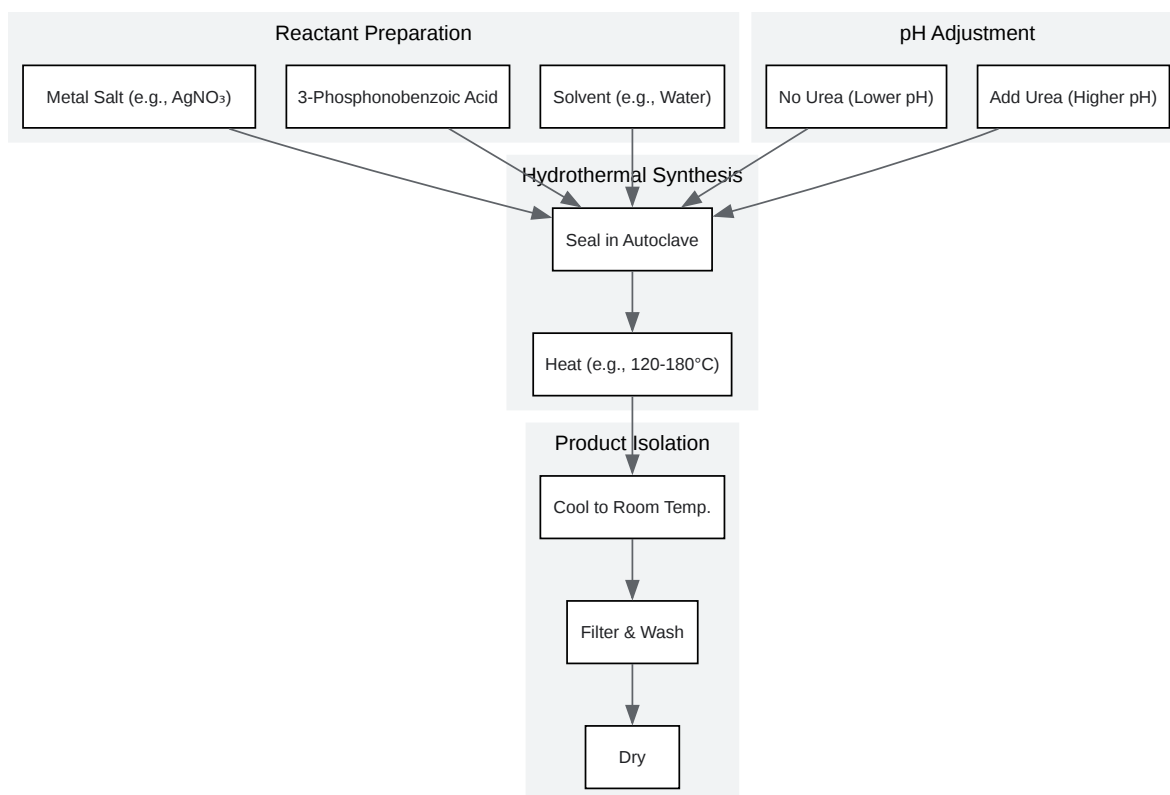 Reactant Preparation
pH Adjustment
Metal Salt (e.g., AgNO₃)
3-Phosphonobenzoic Acid
Solvent (e.g., Water)
No Urea (Lower pH)
Add Urea (Higher pH)
Hydrothermal Synthesis
Seal in Autoclave
Heat (e.g., 120-180°C)
Product Isolation
Cool to Room Temp.
Filter & Wash
Dry